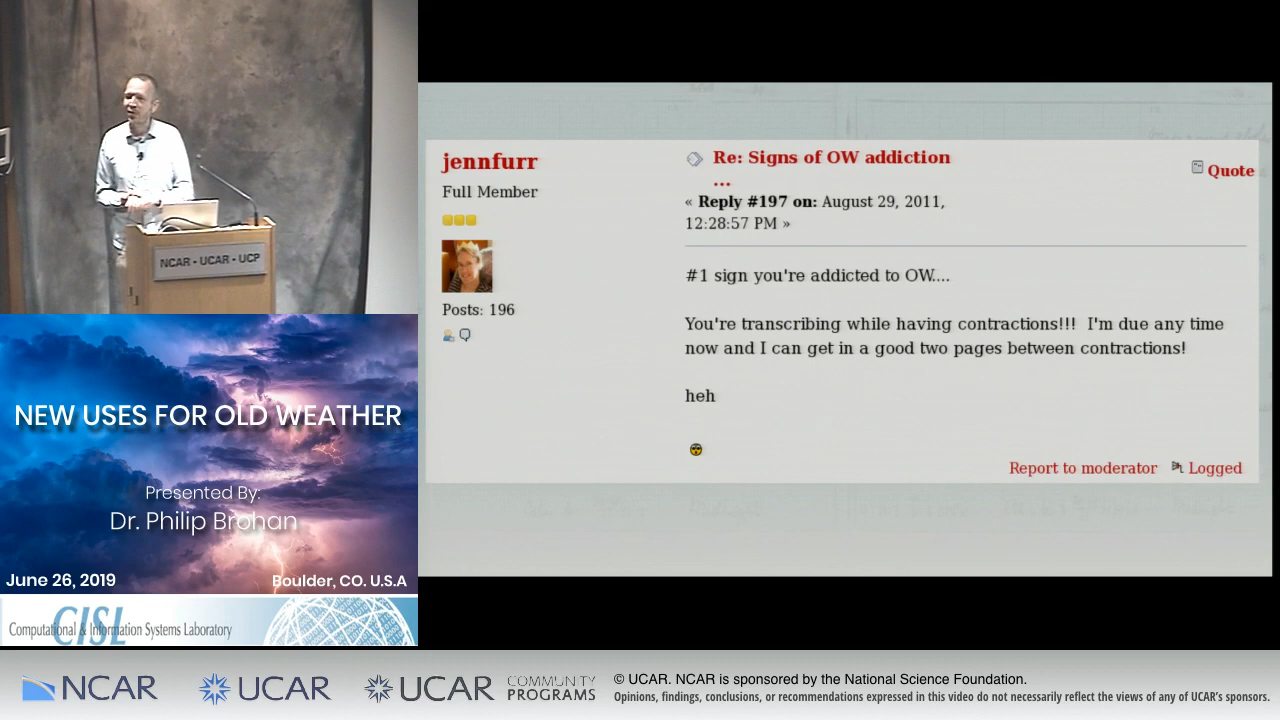 NCAR • UCAR • UCP
NEW USES FOR OLD WEATHER
Presented By:
Dr. Philip Brohan
June 26, 2019
Boulder, CO. U.S.A
CISL
Computational & Information Systems Laboratory
jennfurr
Full Member
Posts: 196
Re: Signs of OW addiction
...
Quote
« Reply #197 on: August 29, 2011,
12:28:57 PM »
#1 sign you're addicted to OW....
You're transcribing while having contractions!!! I'm due any time
now and I can get in a good two pages between contractions!
heh
Report to moderator
Logged
NCAR
UCAR
UCAR
COMMUNITY
PROGRAMS
© UCAR. NCAR is sponsored by the National Science Foundation.
Opinions, findings, conclusions, or recommendations expressed in this video do not necessarily reflect the views of any of UCAR's sponsors.